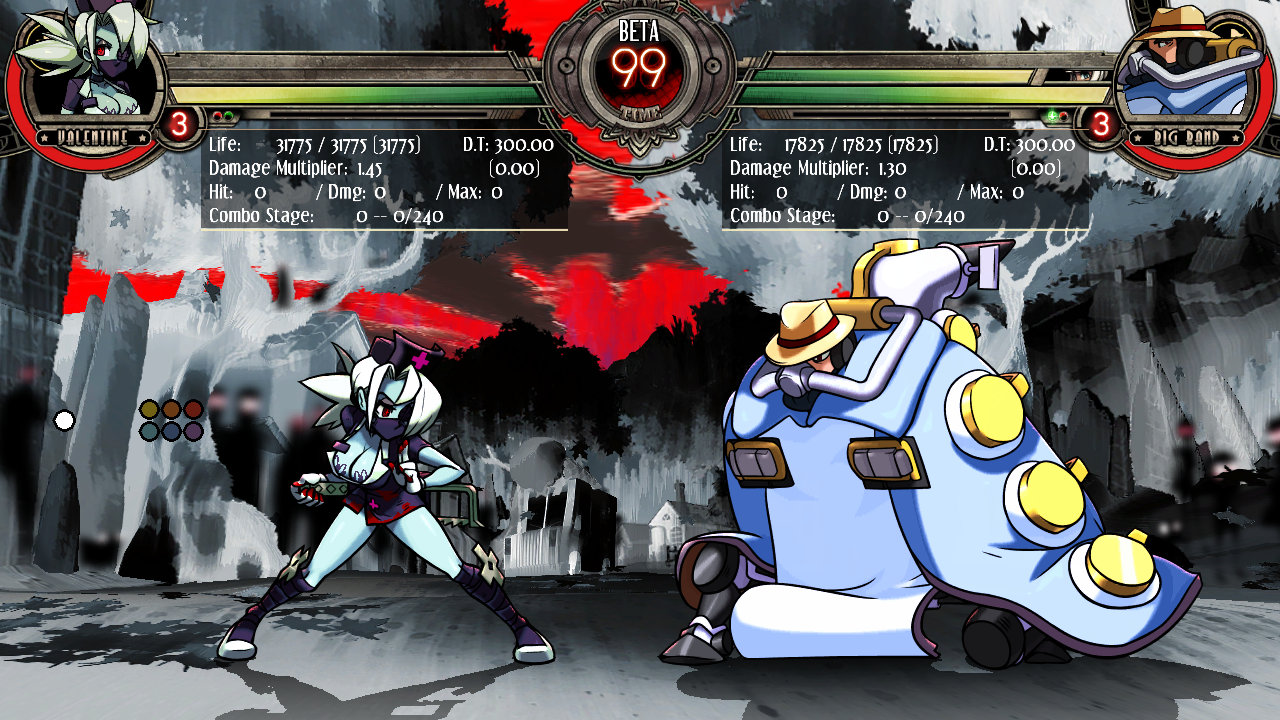 BETA
99
TIME
VALENTINE
3
3
BIG BAND
Life: 31775 / 31775 (31775) D.T: 300.00
Damage Multiplier: 1.45 (0.00)
Hit: 0 / Dmg: 0 / Max: 0
Combo Stage: 0 -- 0/240
Life: 17825 / 17825 (17825) D.T: 300.00
Damage Multiplier: 1.30 (0.00)
Hit: 0 / Dmg: 0 / Max: 0
Combo Stage: 0 -- 0/240